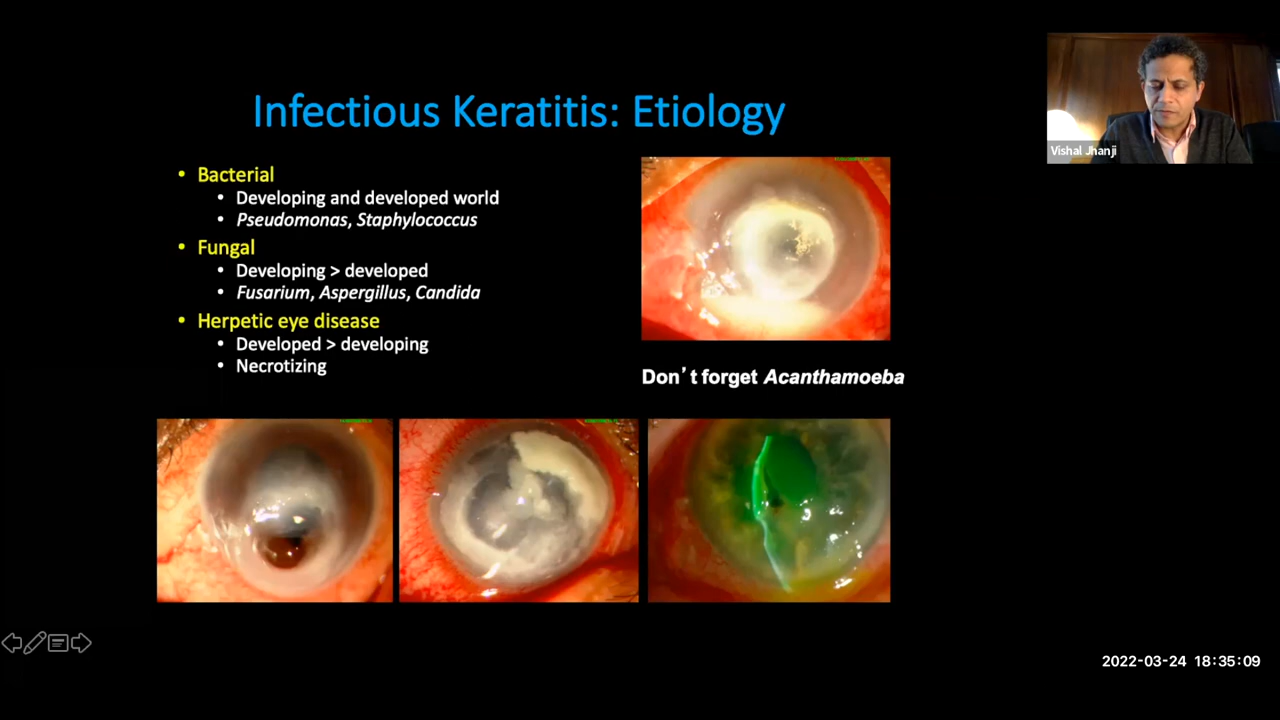 Infectious Keratitis: Etiology
• Bacterial
• Developing and developed world
• Pseudomonas, Staphylococcus
• Fungal
• Developing > developed
• Fusarium, Aspergillus, Candida
• Herpetic eye disease
• Developed > developing
• Necrotizing
Don't forget Acanthamoeba
Vishal Jhanji
2022-03-24 18:35:09